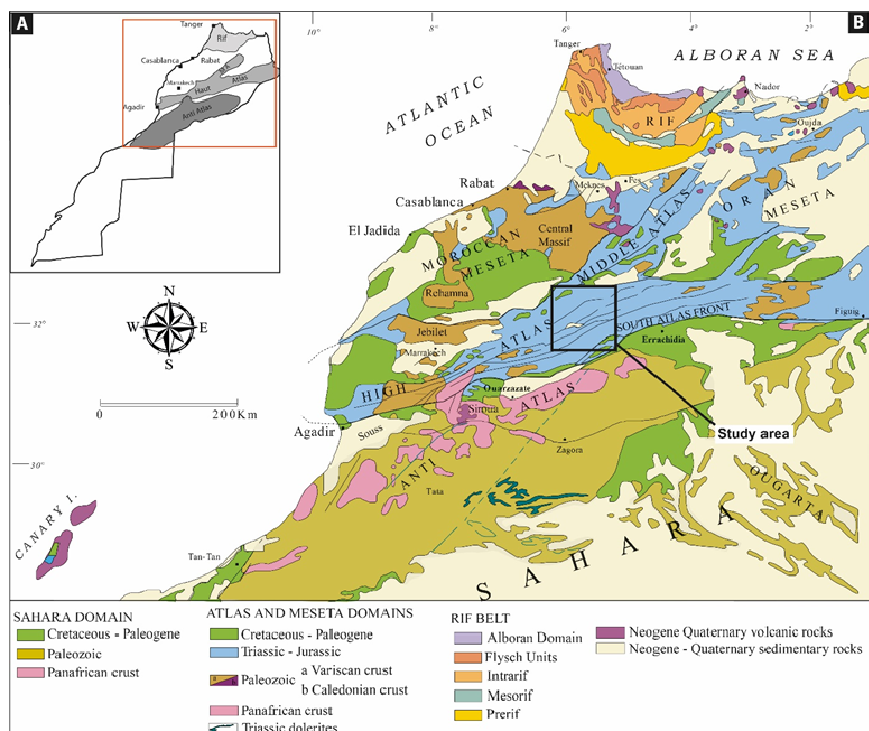 A
Tanger
Rif
Casablanca
Rabat
Marrakech
Haut
Atlas
Agadir
Anti Atlas
B
10°
8°
6°
4°
2°
Tanger
Tetouan
ALBORAN SEA
ATLANTIC
OCEAN
Nador
RIF
Oujda
Rabat
Meknes
Fes
Casablanca
El Jadida
Central
Massif
MOROCCAN
MESETA
MIDDLE ATLAS
ORAN
MESETA
Rehamna
N
W
E
S
32°
Jebilet
Marrakech
ATLAS
SOUTH ATLAS FRONT
Errachidia
Figuig
0
200Km
HIGH
Ouarzazate
ATLAS
Siroua
Agadir
Souss
Study area
30°
Zagora
ANTI
Tata
OUGARTA
CANARY I.
Tan-Tan
SAHARA
SAHARA DOMAIN
Cretaceous - Paleogene
Paleozoic
Panafrican crust
ATLAS AND MESETA DOMAINS
Cretaceous - Paleogene
Triassic - Jurassic
Paleozoic
a Variscan crust
b Caledonian crust
Panafrican crust
Triassic dolerites
RIF BELT
Alboran Domain
Flysch Units
Intrarif
Mesorif
Prerif
Neogene Quaternary volcanic rocks
Neogene - Quaternary sedimentary rocks